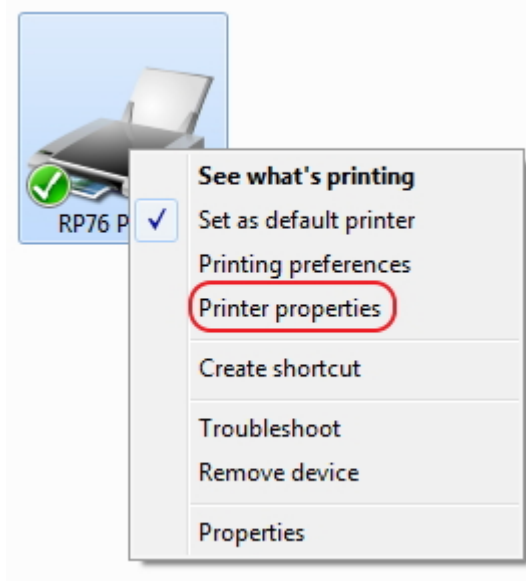 See what's printing
RP76 P
Set as default printer
Printing preferences
Printer properties
Create shortcut
Troubleshoot
Remove device
Properties